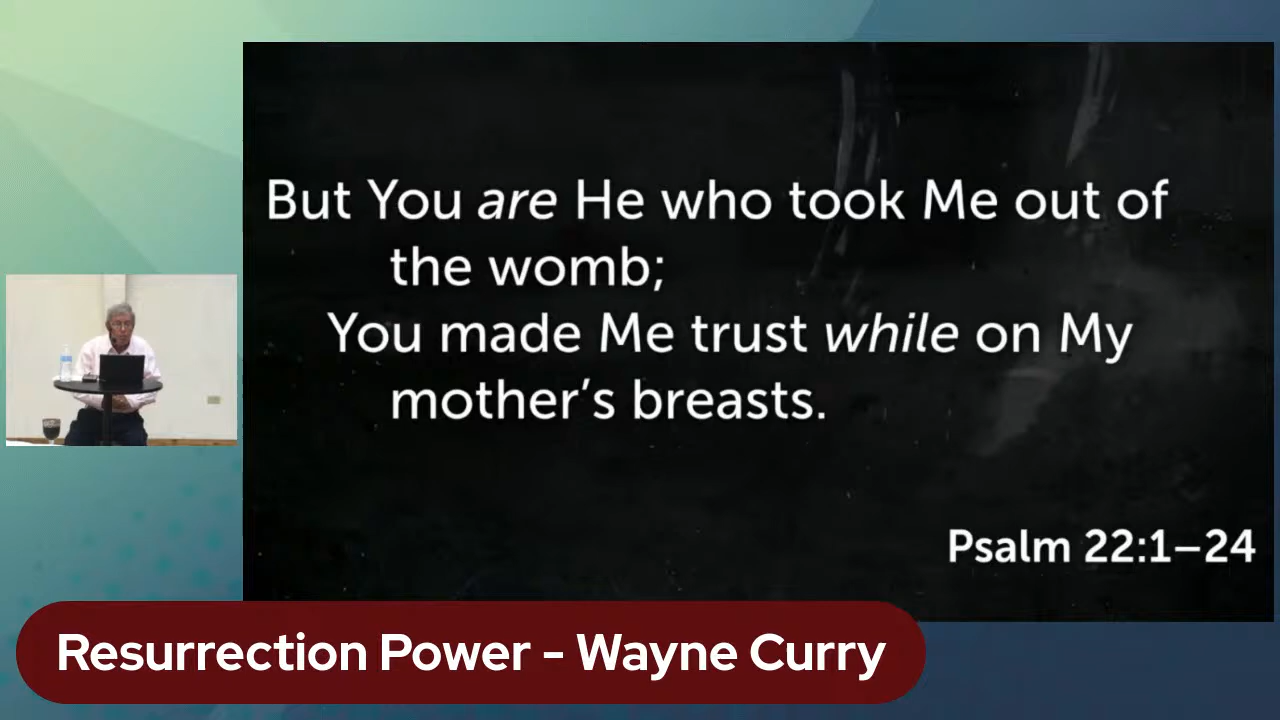 But You are He who took Me out of
the womb;
You made Me trust while on My
mother’s breasts.
Psalm 22:1–24
Resurrection Power - Wayne Curry